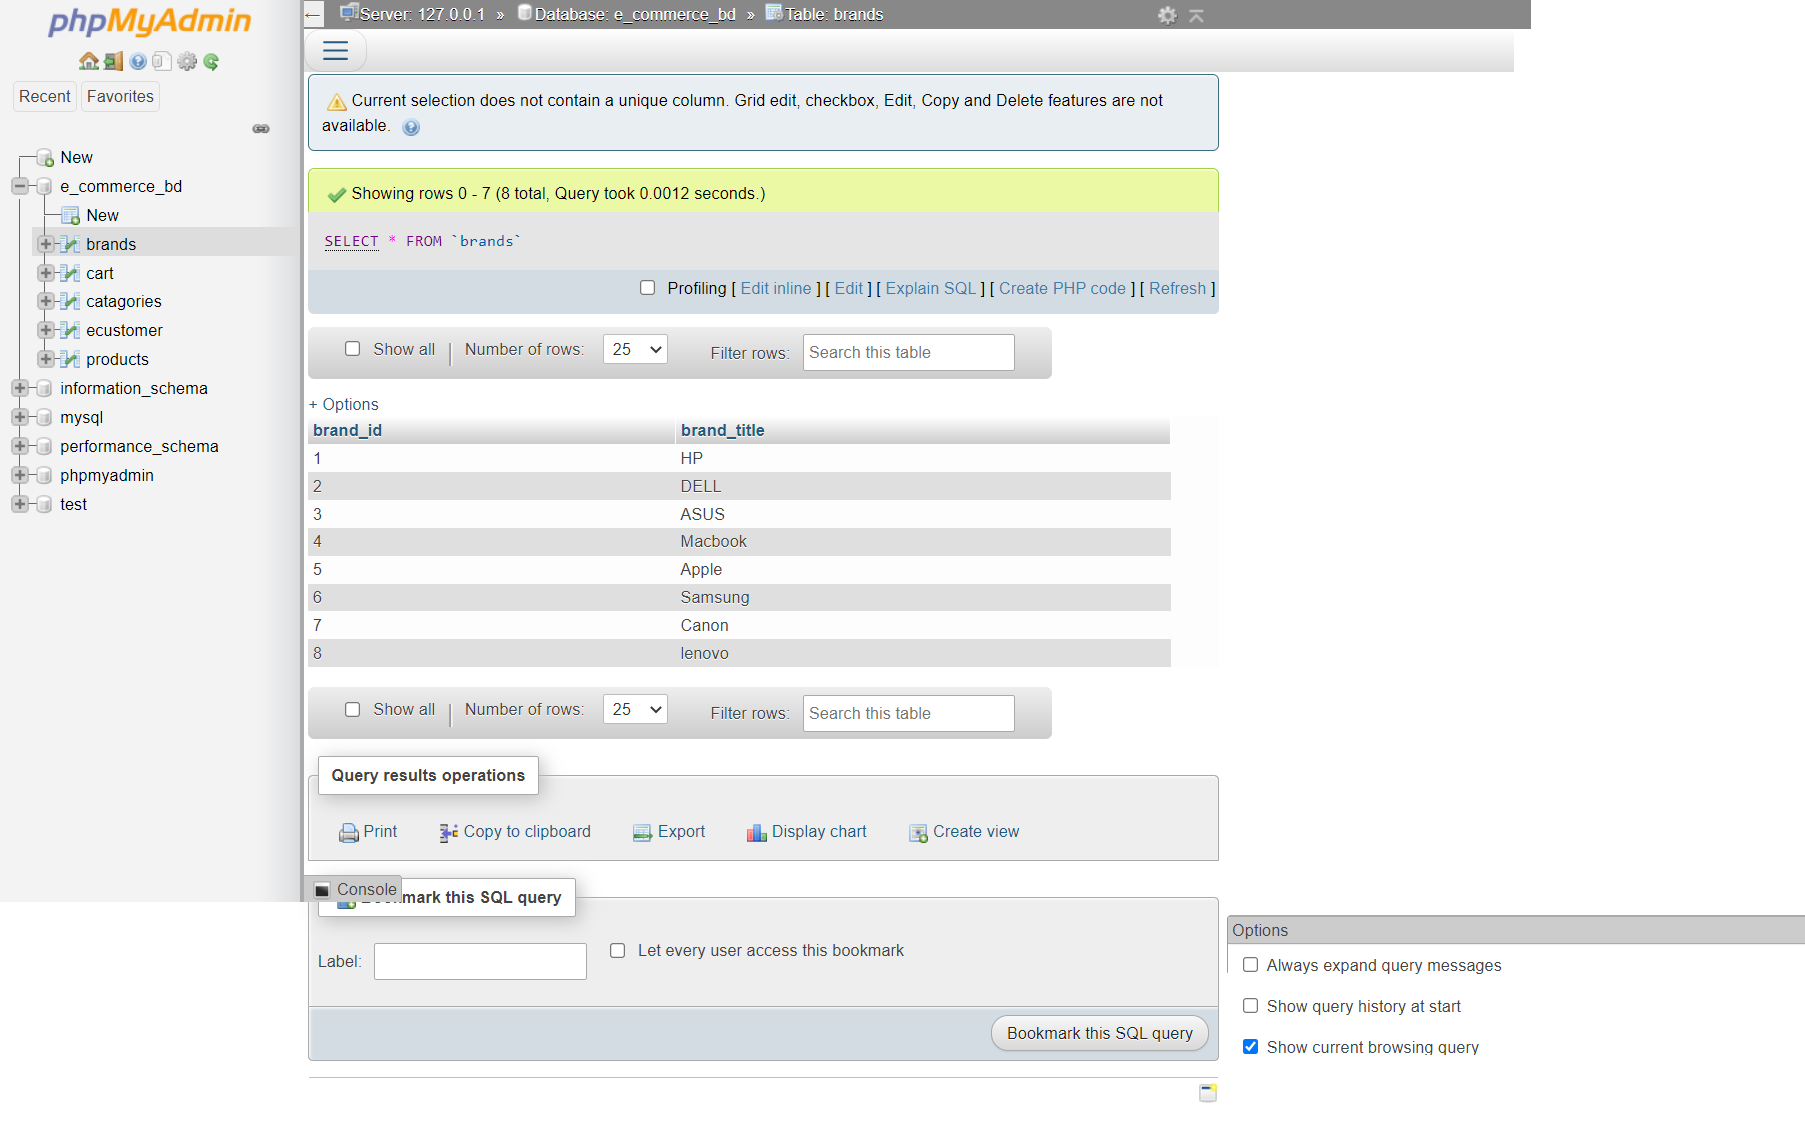 phpMyAdmin
Recent Favorites
New
e_commerce_bd
New
brands
cart
catagories
ecustomer
products
information_schema
mysql
performance_schema
phpmyadmin
test
Server: 127.0.0.1 » Database: e_commerce_bd » Table: brands
Current selection does not contain a unique column. Grid edit, checkbox, Edit, Copy and Delete features are not
available.
Showing rows 0 - 7 (8 total, Query took 0.0012 seconds.)
SELECT * FROM `brands`
Profiling [ Edit inline ] [ Edit ] [ Explain SQL ] [ Create PHP code ] [ Refresh ]
Show all | Number of rows: 25 Filter rows: Search this table
+ Options
brand_id brand_title
1 HP
2 DELL
3 ASUS
4 Macbook
5 Apple
6 Samsung
7 Canon
8 lenovo
Show all | Number of rows: 25 Filter rows: Search this table
Query results operations
Print Copy to clipboard Export Display chart Create view
Console
mark this SQL query
Label: Let every user access this bookmark
Bookmark this SQL query
Options
Always expand query messages
Show query history at start
Show current browsing query